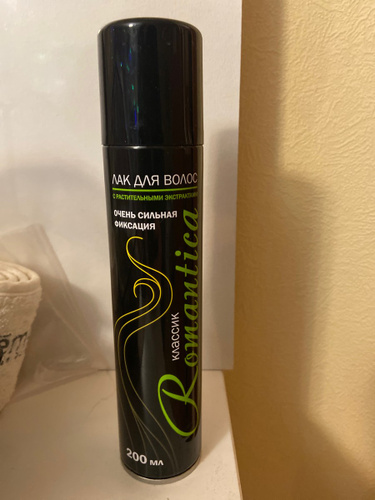 ЛАК ДЛЯ ВОЛОС
С РАСТИТЕЛЬНЫМИ ЭКСТРАКТАМИ
ОЧЕНЬ СИЛЬНАЯ
ФИКСАЦИЯ
КЛАССИК
Romantica
200 МЛ